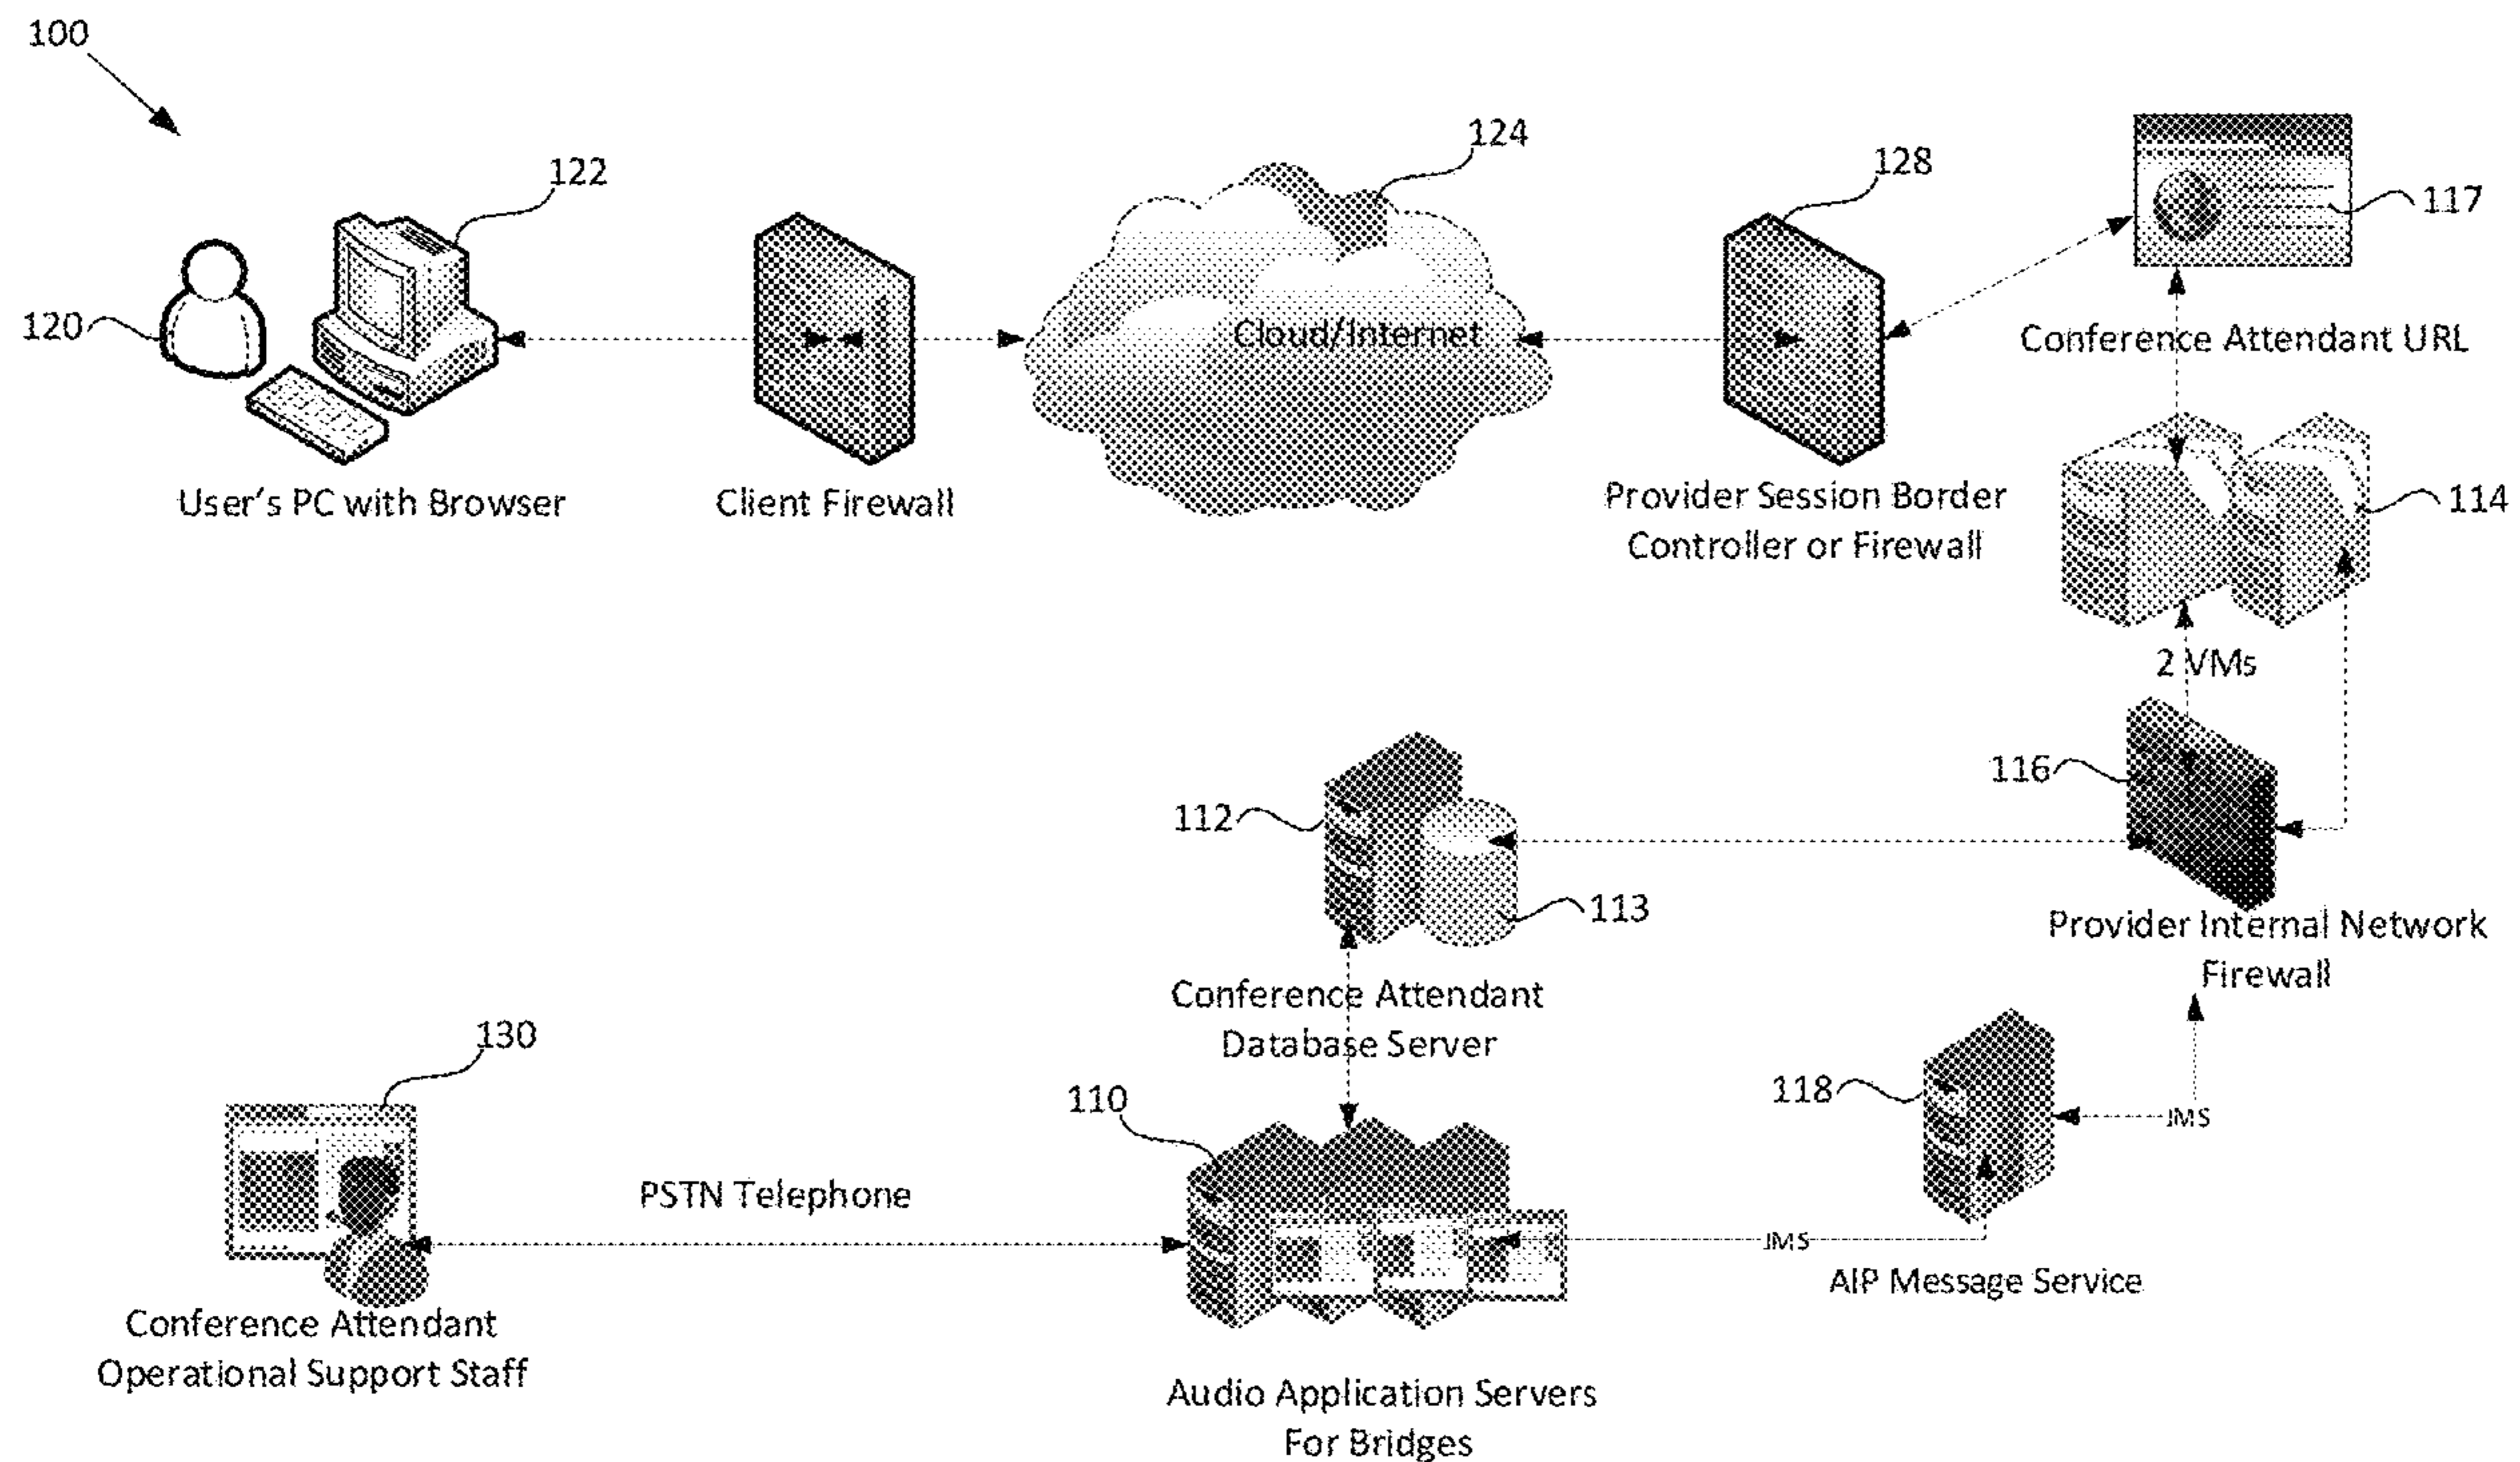 100
124
128
122
117
120
Cloud/Internet
Conference Attendant URL
User's PC with Browser
Client Firewall
Provider Session Border
Controller or Firewall
114
2 VMs
116
112
113
Provider Internal Network
Firewall
Conference Attendant
Database Server
130
110
118
JMS
PSTN Telephone
JMS
AIP Message Service
Conference Attendant
Operational Support Staff
Audio Application Servers
For Bridges